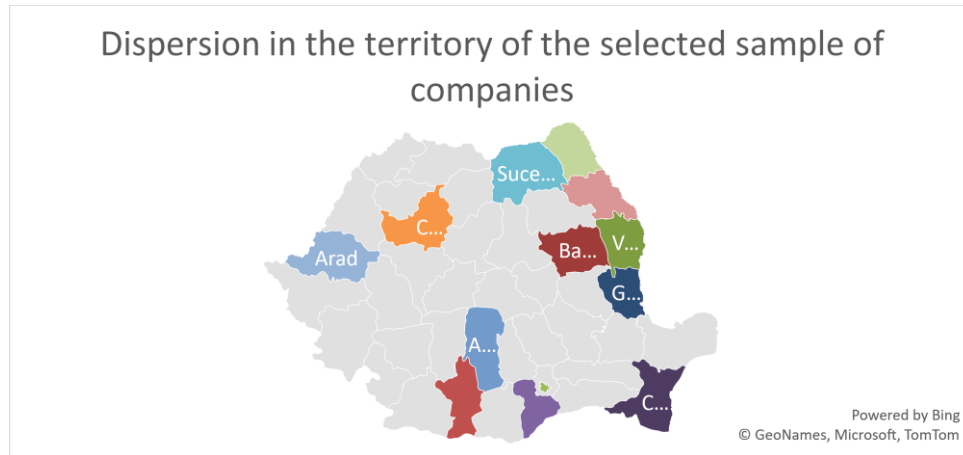 Dispersion in the territory of the selected sample of
companies
Suce...
C...
V...
Ba...
Arad
G...
A...
C...
Powered by Bing
© GeoNames, Microsoft, TomTom